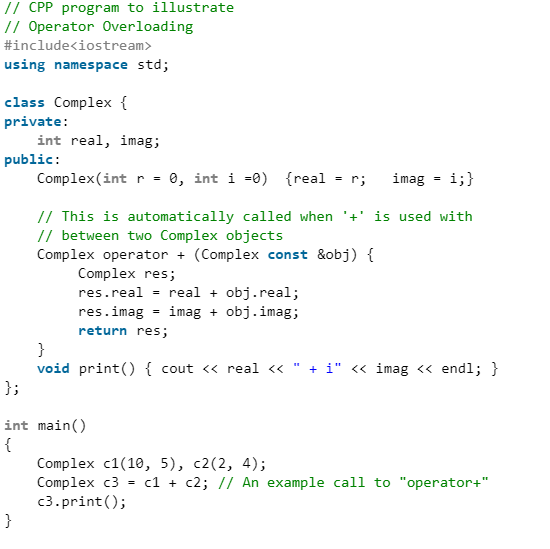 // CPP program to illustrate
// Operator Overloading
#include<iostream>
using namespace std;

class Complex {
private:
    int real, imag;
public:
    Complex(int r = 0, int i =0)  {real = r;   imag = i;}

    // This is automatically called when '+' is used with
    // between two Complex objects
    Complex operator + (Complex const &obj) {
         Complex res;
         res.real = real + obj.real;
         res.imag = imag + obj.imag;
         return res;
    }
    void print() { cout << real << " + i" << imag << endl; }
};

int main()
{
    Complex c1(10, 5), c2(2, 4);
    Complex c3 = c1 + c2; // An example call to "operator+"
    c3.print();
}